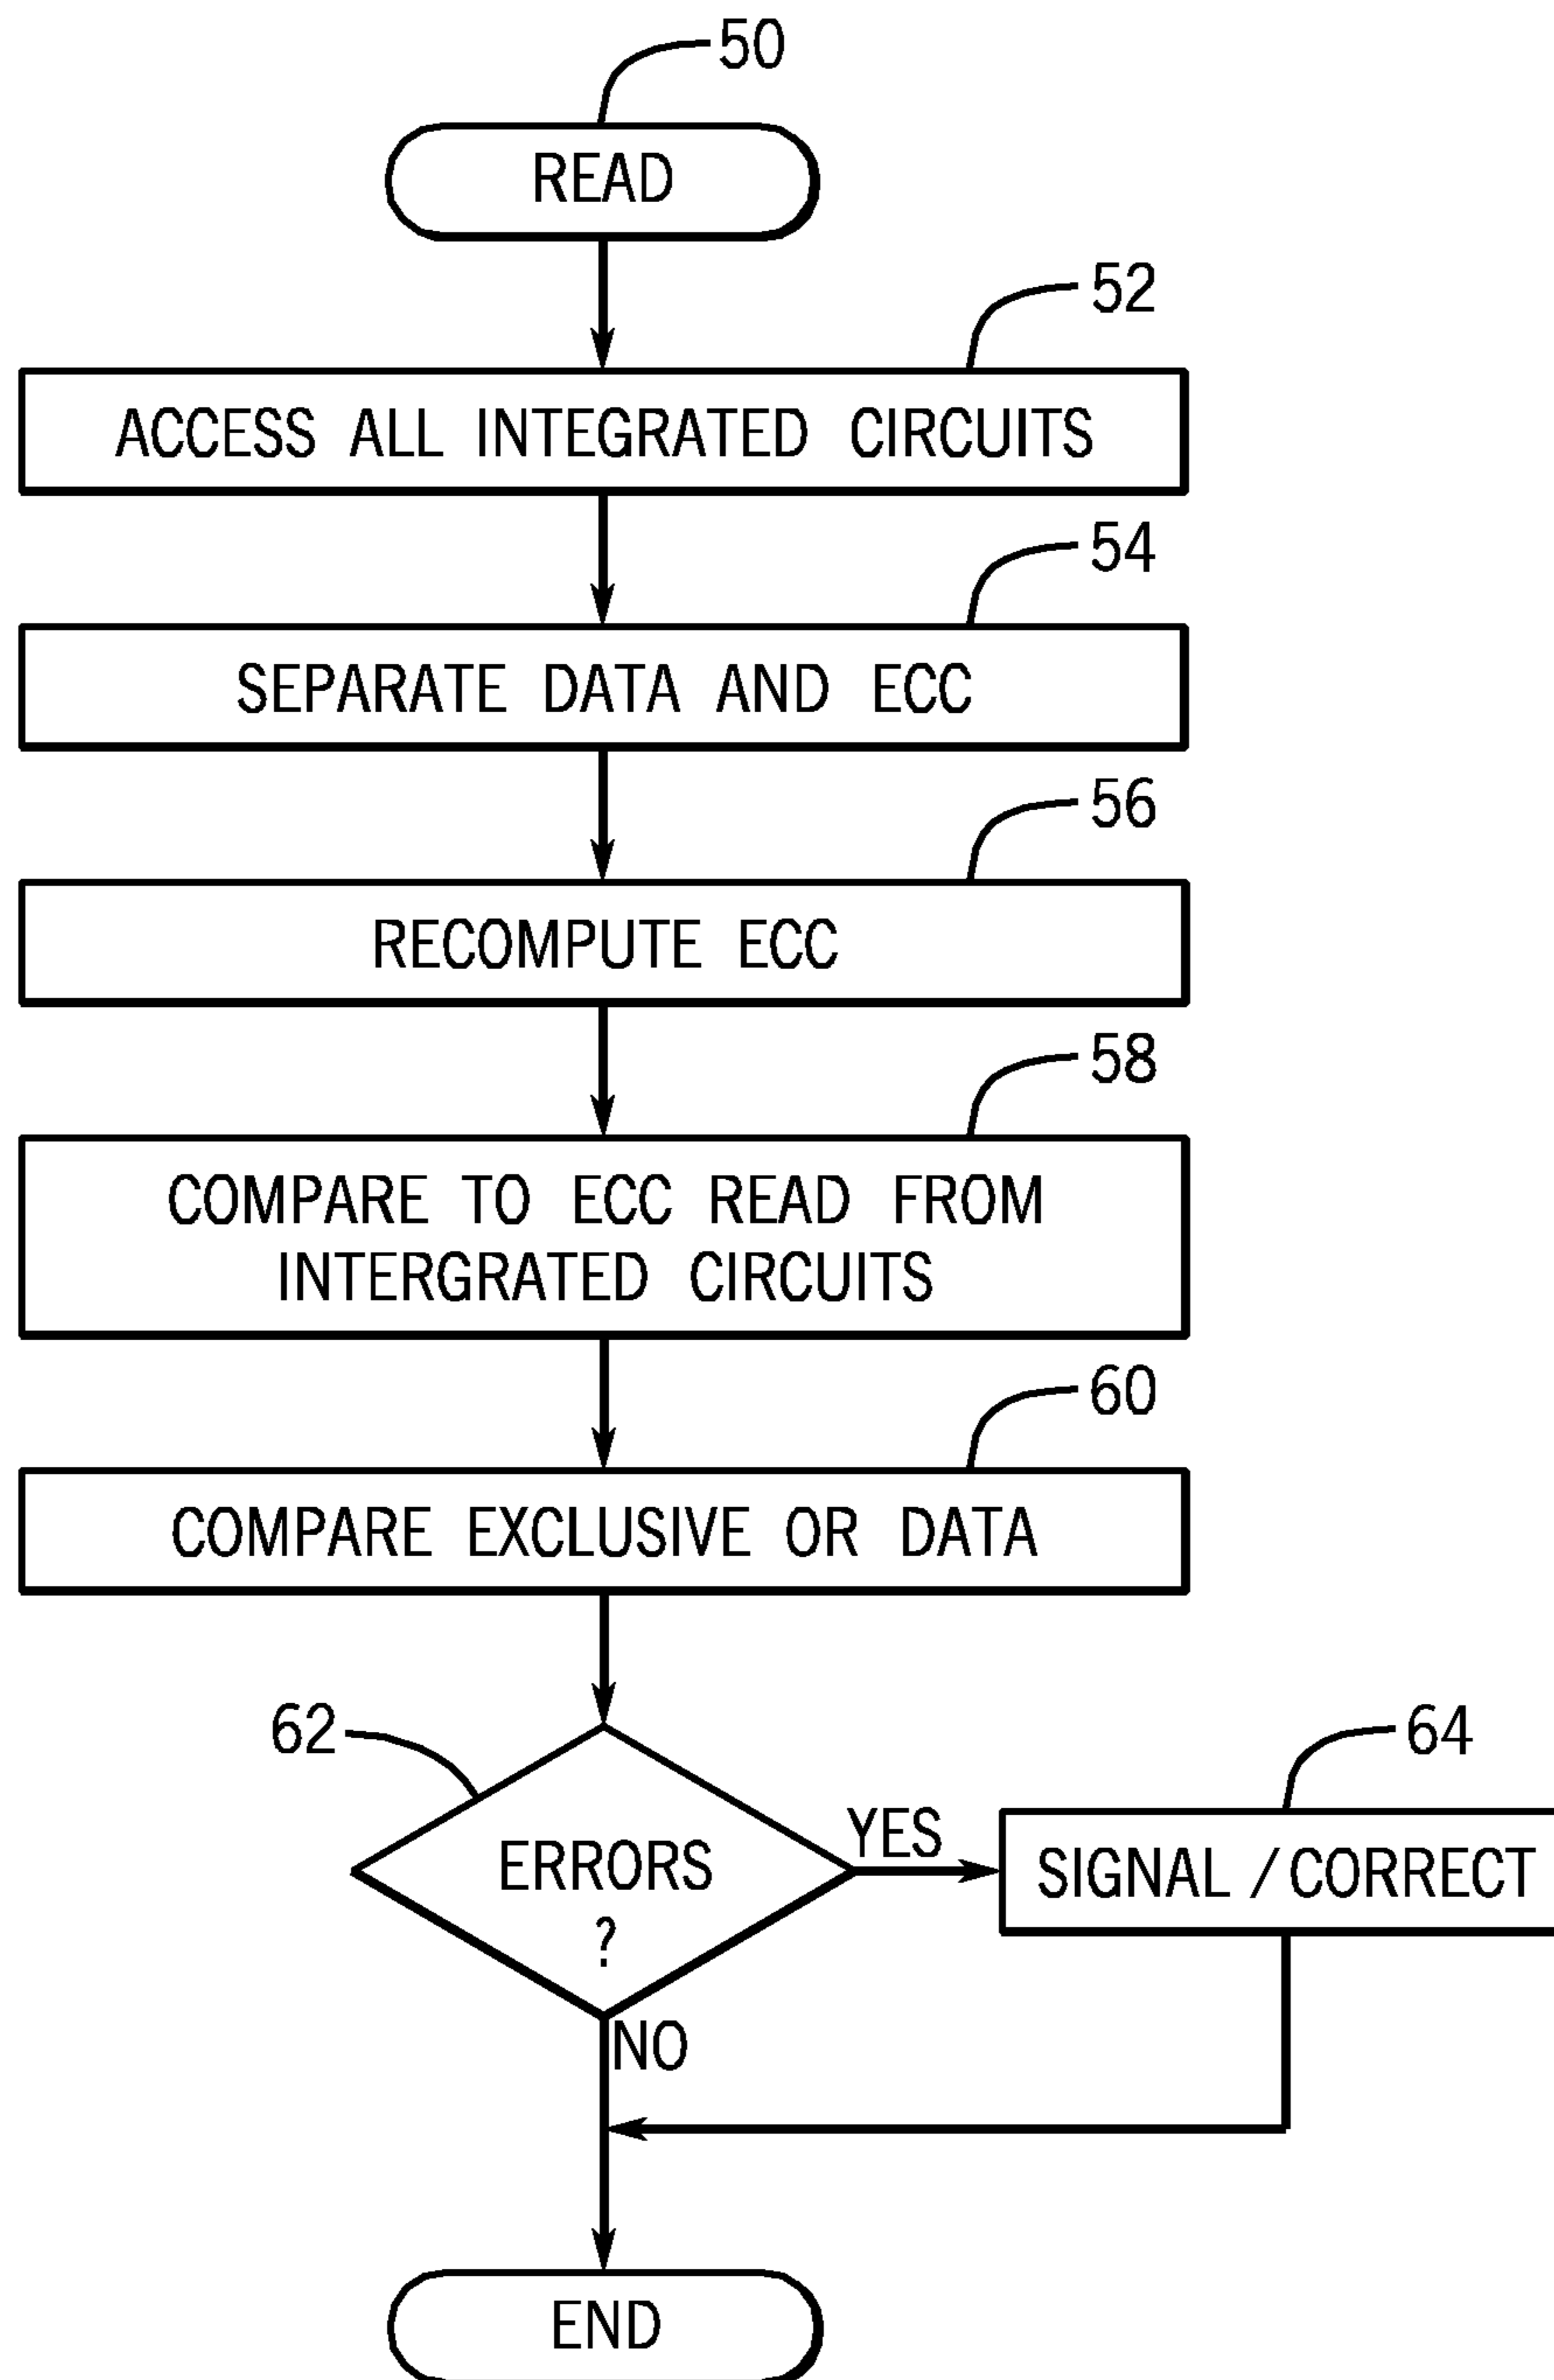 50
READ
52
ACCESS ALL INTEGRATED CIRCUITS
54
SEPARATE DATA AND ECC
56
RECOMPUTE ECC
58
COMPARE TO ECC READ FROM
INTERGRATED CIRCUITS
60
COMPARE EXCLUSIVE OR DATA
62
64
ERRORS
?
YES
SIGNAL/CORRECT
NO
END